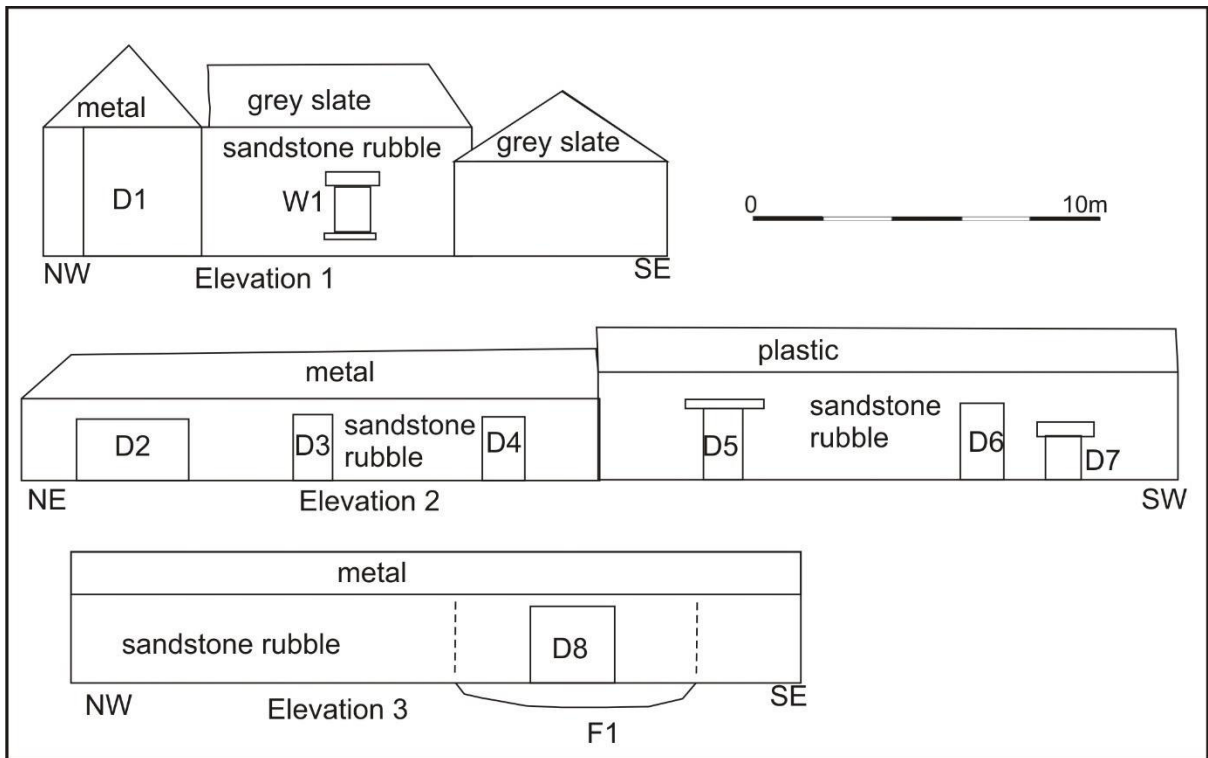 metal
grey slate
sandstone rubble
grey slate
D1
W1
0 10m
NW
SE
Elevation 1
plastic
metal
sandstone
rubble
sandstone
rubble
D2
D3
D4
D5
D6
D7
NE
Elevation 2
SW
metal
sandstone rubble
D8
NW
Elevation 3
SE
F1